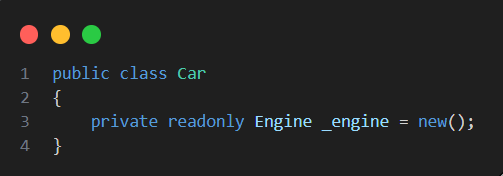 1 public class Car
2 {
3     private readonly Engine _engine = new();
4 }